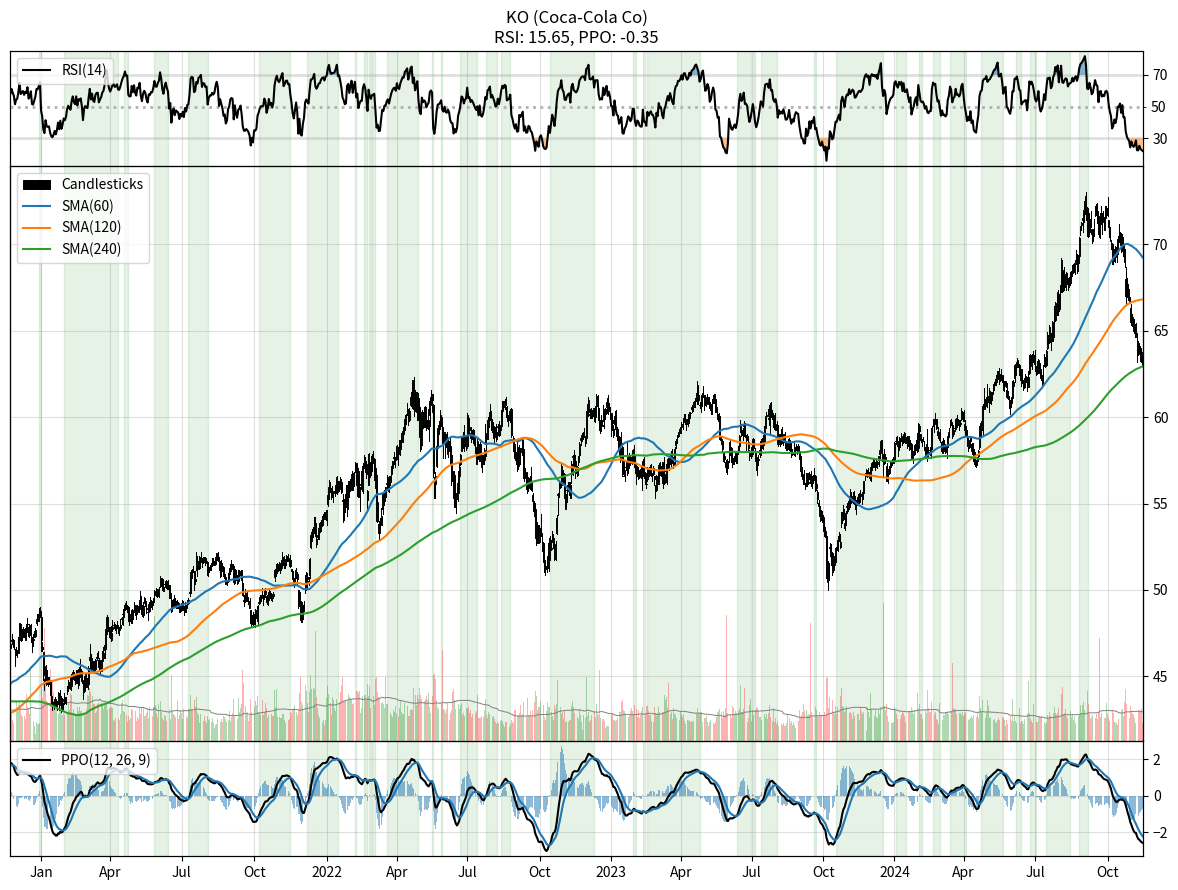 KO (Coca-Cola Co)
RSI: 15.65, PPO: -0.35
RSI(14)
70
50
30
Candlesticks
SMA(60)
SMA(120)
SMA(240)
70
65
60
55
50
45
PPO(12, 26, 9)
2
0
−2
Jan Apr Jul Oct 2022 Apr Jul Oct 2023 Apr Jul Oct 2024 Apr Jul Oct